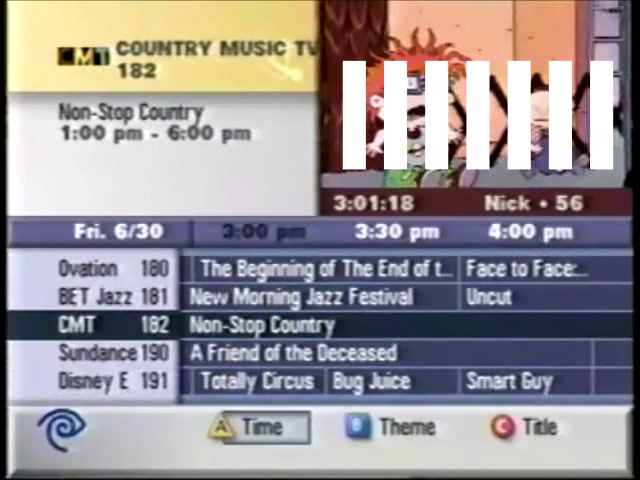 CMT COUNTRY MUSIC TV
182
Non-Stop Country
1:00 pm - 6:00 pm
3:01:18 Nick • 56
Fri. 6/30 3:00 pm 3:30 pm 4:00 pm
Ovation 180 The Beginning of The End of t... Face to Face:...
BET Jazz 181 New Morning Jazz Festival Uncut
CMT 182 Non-Stop Country
Sundance 190 A Friend of the Deceased
Disney E 191 Totally Circus Bug Juice Smart Guy
A Time B Theme C Title